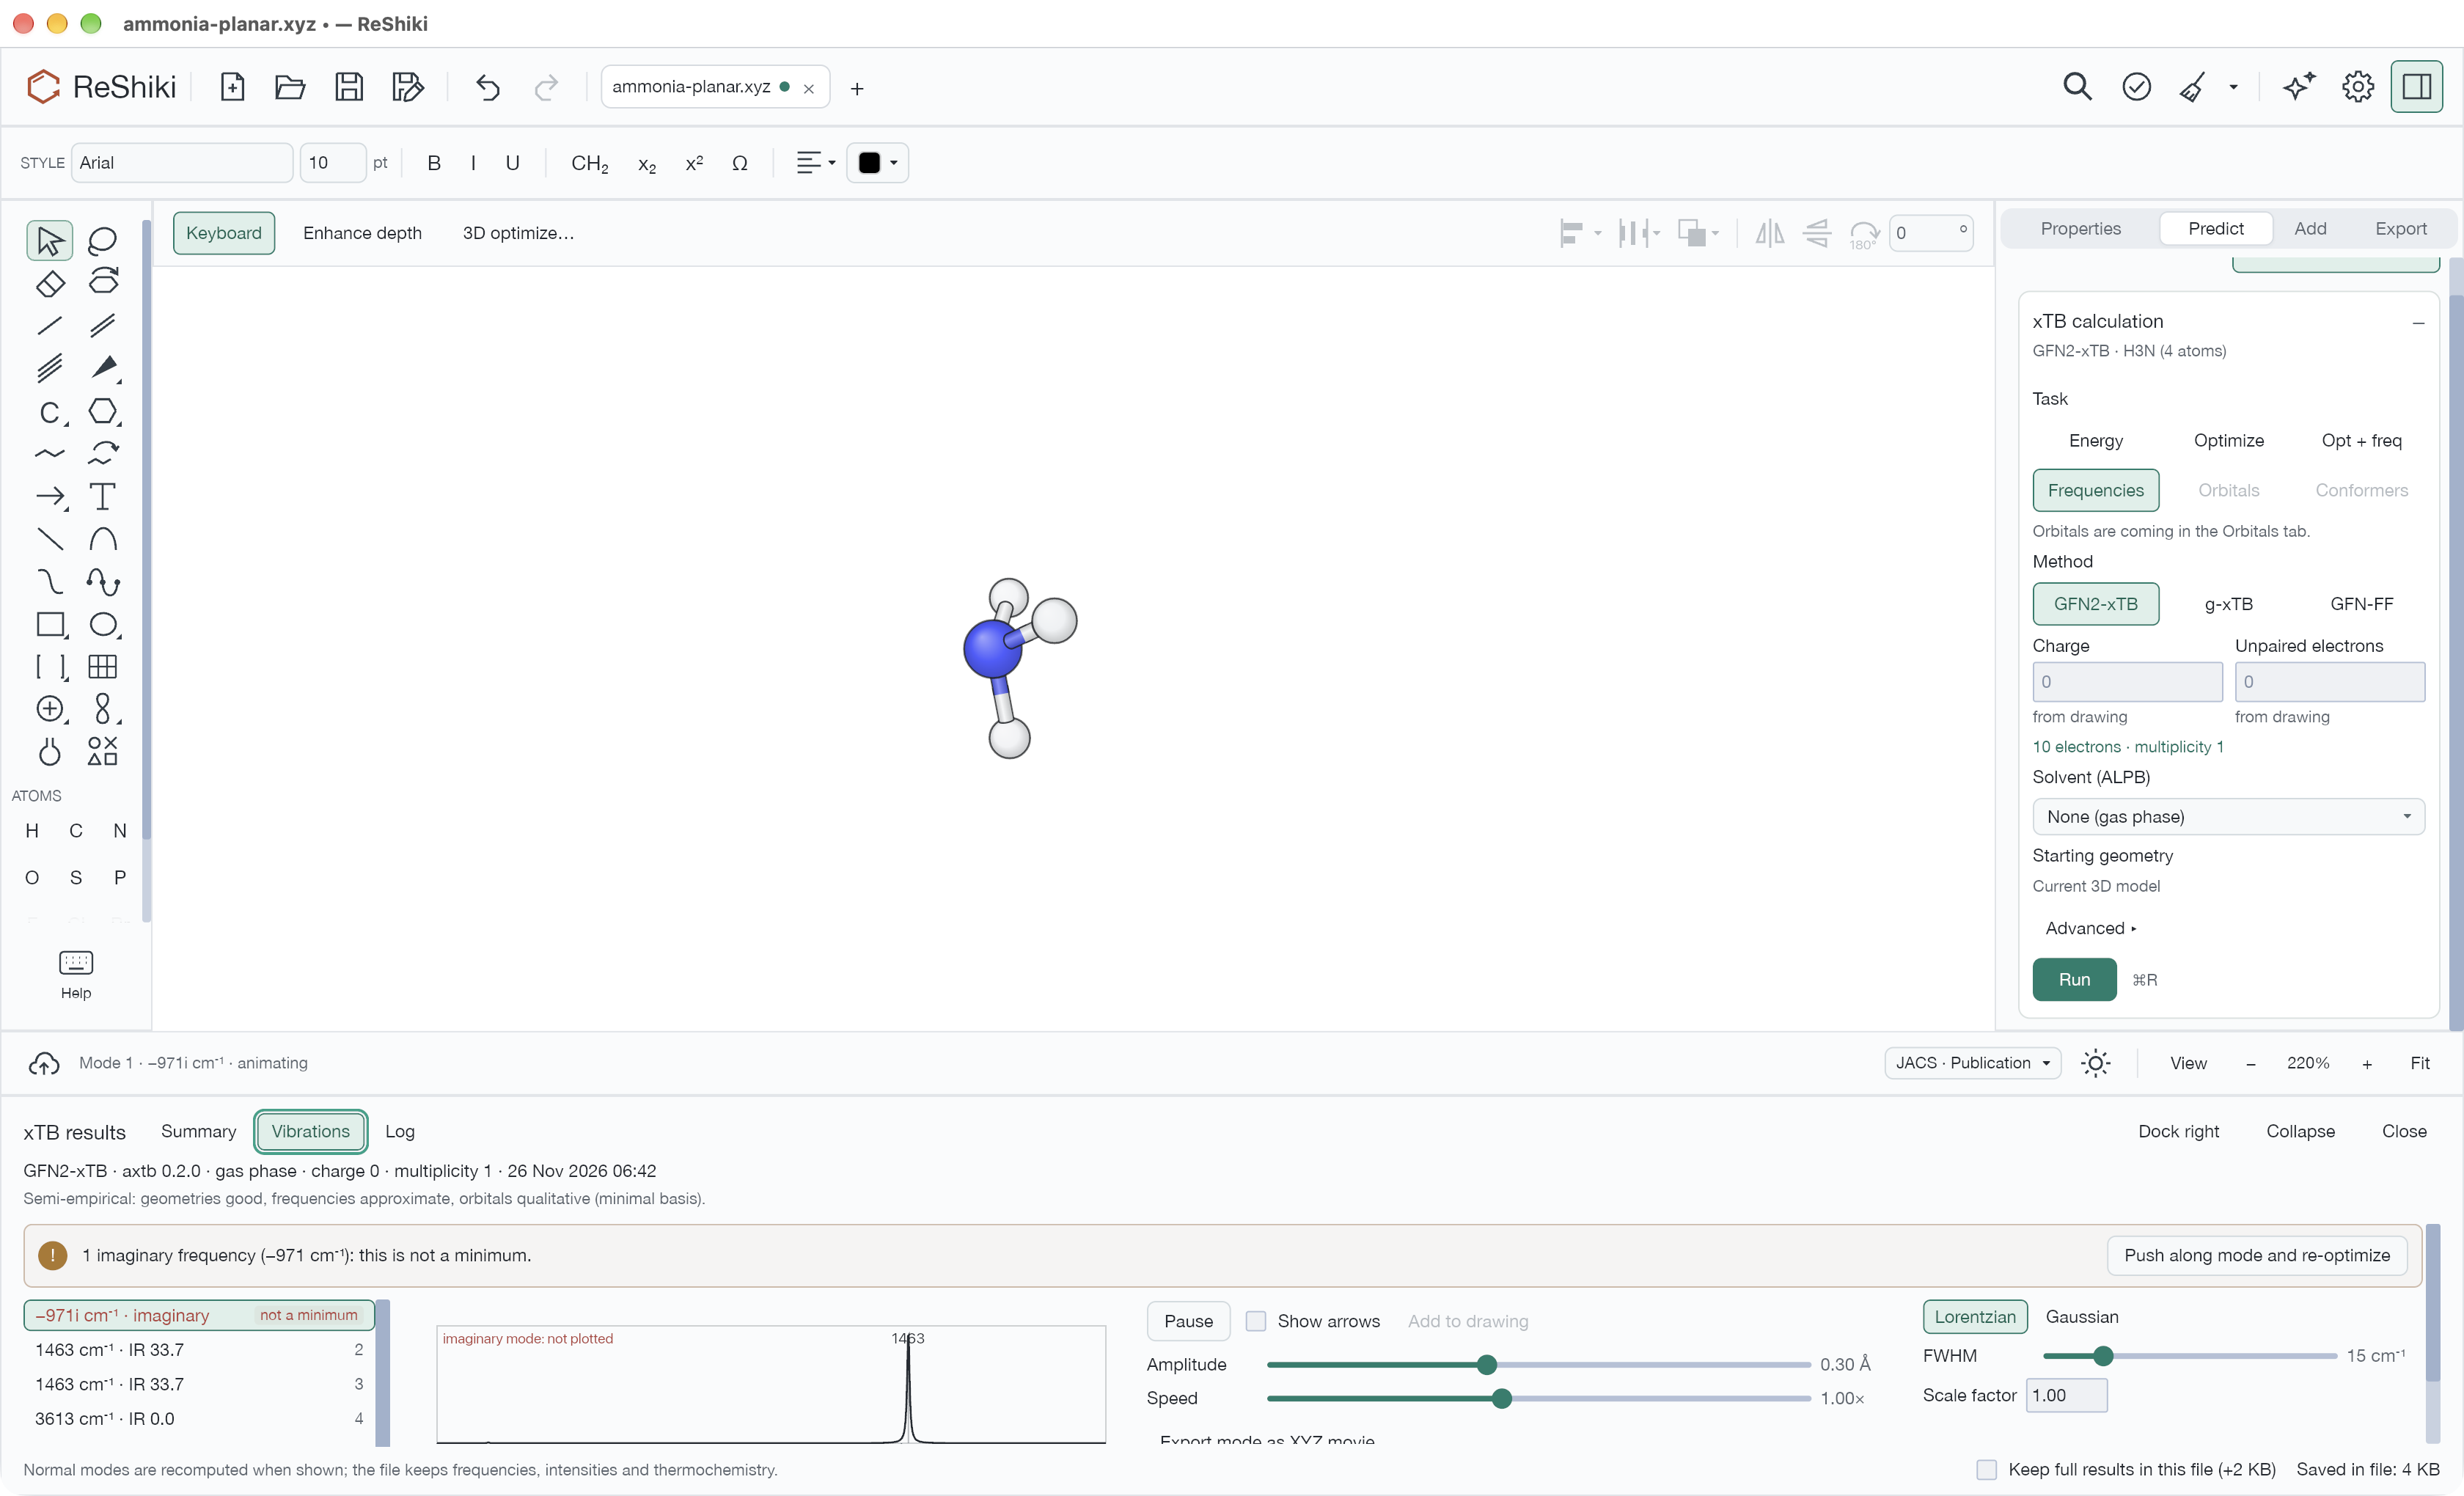 ammonia-planar.xyz • — ReShiki
ReShiki
ammonia-planar.xyz
STYLE Arial 10 pt B I U CH₂ x₂ x² Ω
Keyboard Enhance depth 3D optimize...
180° 0 °
Properties Predict Add Export
xTB calculation
GFN2-xTB · H3N (4 atoms)
Task
Energy Optimize Opt + freq
Frequencies Orbitals Conformers
Orbitals are coming in the Orbitals tab.
Method
GFN2-xTB g-xTB GFN-FF
Charge Unpaired electrons
0 0
from drawing from drawing
10 electrons · multiplicity 1
Solvent (ALPB)
None (gas phase)
Starting geometry
Current 3D model
Advanced ▸
Run ⌘R
C
T
ATOMS
H C N
O S P
Help
Mode 1 · −971i cm⁻¹ · animating
JACS · Publication View − 220% + Fit
xTB results Summary Vibrations Log Dock right Collapse Close
GFN2-xTB · axtb 0.2.0 · gas phase · charge 0 · multiplicity 1 · 26 Nov 2026 06:42
Semi-empirical: geometries good, frequencies approximate, orbitals qualitative (minimal basis).
! 1 imaginary frequency (−971 cm⁻¹): this is not a minimum. Push along mode and re-optimize
−971i cm⁻¹ · imaginary not a minimum
1463 cm⁻¹ · IR 33.7 2
1463 cm⁻¹ · IR 33.7 3
3613 cm⁻¹ · IR 0.0 4
imaginary mode: not plotted 1463
Pause Show arrows Add to drawing
Amplitude 0.30 Å
Speed 1.00×
Export mode as XYZ movie
Lorentzian Gaussian
FWHM 15 cm⁻¹
Scale factor 1.00
Normal modes are recomputed when shown; the file keeps frequencies, intensities and thermochemistry.
Keep full results in this file (+2 KB) Saved in file: 4 KB